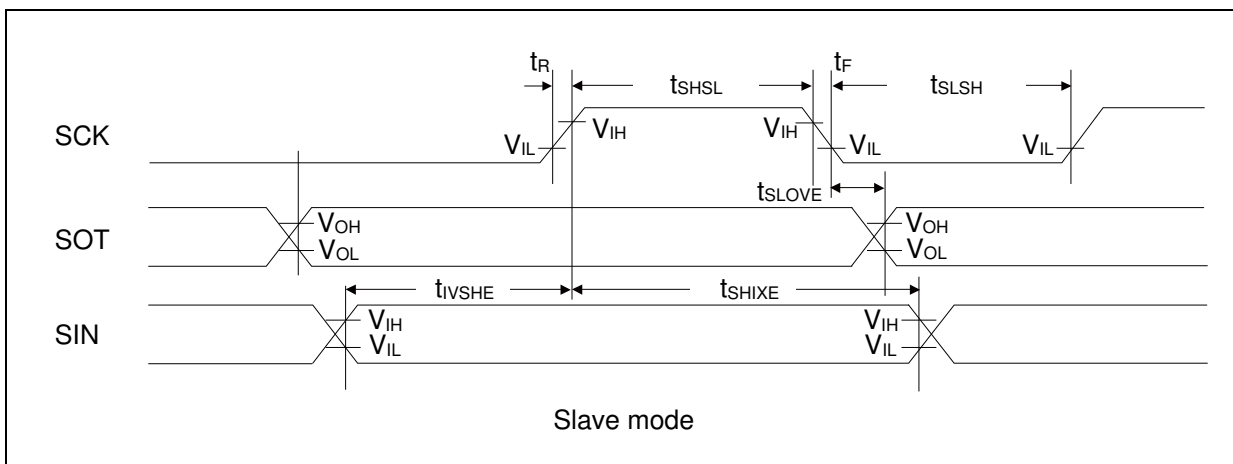 tR tSHSL tF tSLSH
SCK VIL VIH VIH VIL VIL
tSLOVE
SOT VOH VOL VOH VOL
tIVSHE tSHIXE
SIN VIH VIL VIH VIL
Slave mode